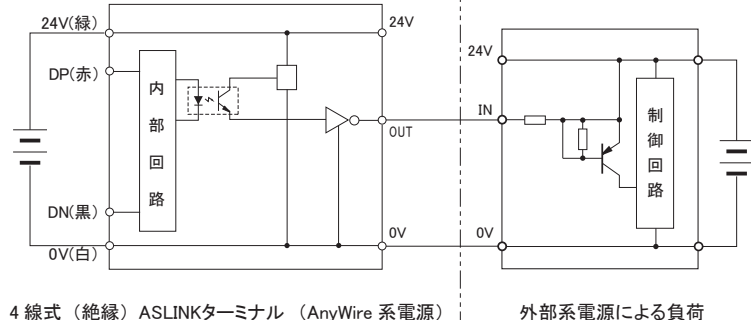 24V(緑)
24V
DP(赤)
内部回路
OUT
DN(黒)
0V(白)
0V
24V
IN
制御回路
0V
4 線式 (絶縁) ASLINKターミナル (AnyWire 系電源)
外部系電源による負荷